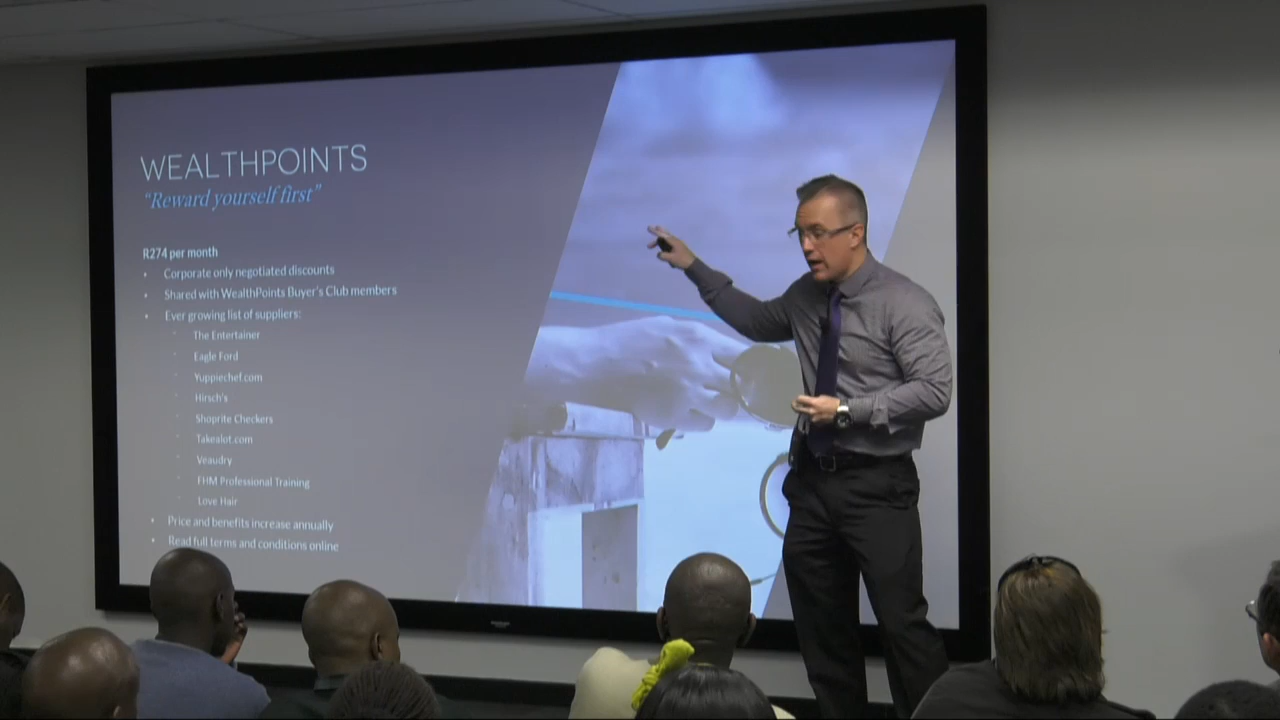 WEALTHPOINTS
“Reward yourself first”
R274 per month
• Corporate only negotiated discounts
• Shared with WealthPoints Buyer's Club members
• Ever growing list of suppliers:
- The Entertainer
- Eagle Ford
- Yuppiechef.com
- Hirsch's
- Shoprite Checkers
- Takealot.com
- Veaudry
- FHM Professional Training
- Love Hair
• Price and benefits increase annually
• Read full terms and conditions online